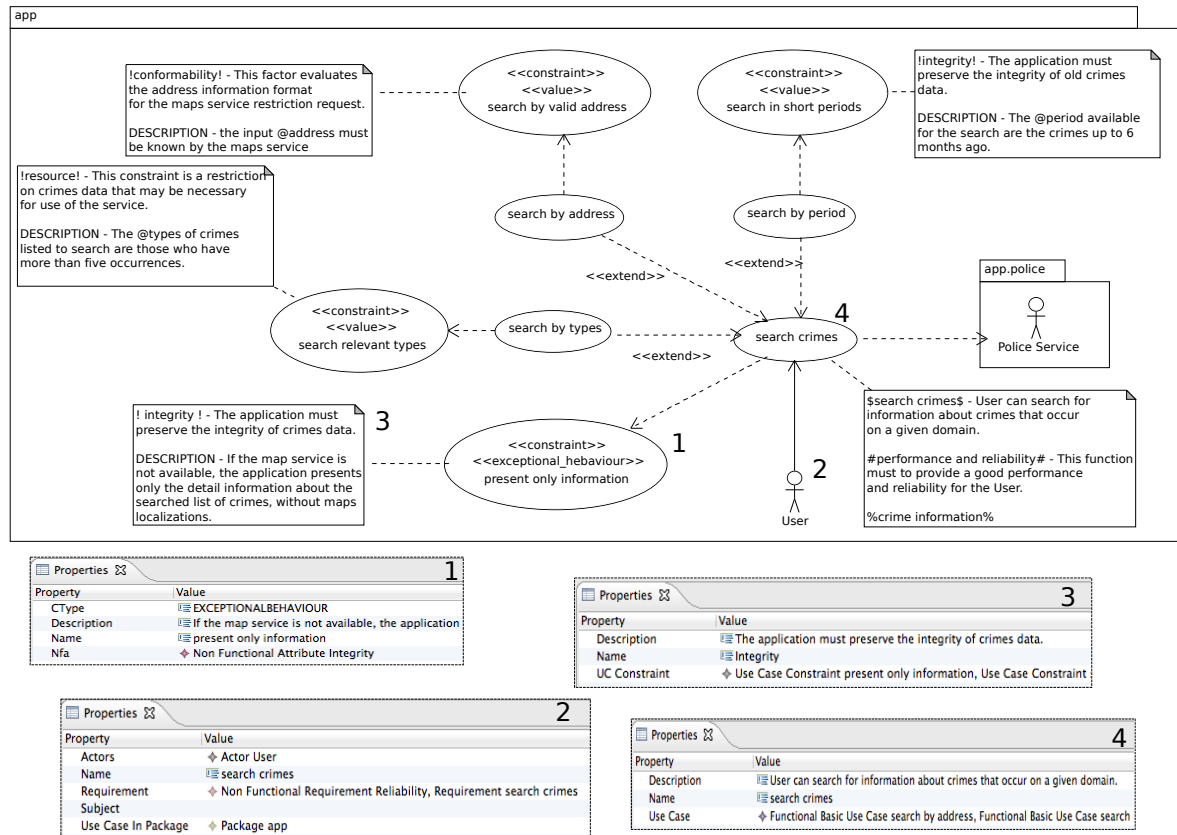 app
!conformability! - This factor evaluates
the address information format
for the maps service restriction request.
DESCRIPTION - the input @address must
be known by the maps service
<<constraint>>
<<value>>
search by valid address
<<constraint>>
<<value>>
search in short periods
!integrity! - The application must
preserve the integrity of old crimes
data.
DESCRIPTION - The @period available
for the search are the crimes up to 6
months ago.
!resource! - This constraint is a restriction
on crimes data that may be necessary
for use of the service.
DESCRIPTION - The @types of crimes
listed to search are those who have
more than five occurrences.
search by address
search by period
<<extend>>
<<extend>>
app.police
Police Service
<<constraint>>
<<value>>
search relevant types
search by types
<<extend>>
search crimes
4
! integrity ! - The application must
preserve the integrity of crimes data.
DESCRIPTION - If the map service is
not available, the application presents
only the detail information about the
searched list of crimes, without maps
localizations.
3
<<constraint>>
<<exceptional_hebaviour>>
present only information
1
2
User
$search crimes$ - User can search for
information about crimes that occur
on a given domain.
#performance and reliability# - This function
must to provide a good performance
and reliability for the User.
%crime information%
Properties
1
Property Value
CType EXCEPTIONALBEHAVIOUR
Description If the map service is not available, the application
Name present only information
Nfa Non Functional Attribute Integrity
Properties
3
Property Value
Description The application must preserve the integrity of crimes data.
Name Integrity
UC Constraint Use Case Constraint present only information, Use Case Constraint
Properties
2
Property Value
Actors Actor User
Name search crimes
Requirement Non Functional Requirement Reliability, Requirement search crimes
Subject
Use Case In Package Package app
Properties
4
Property Value
Description User can search for information about crimes that occur on a given domain.
Name search crimes
Use Case Functional Basic Use Case search by address, Functional Basic Use Case search